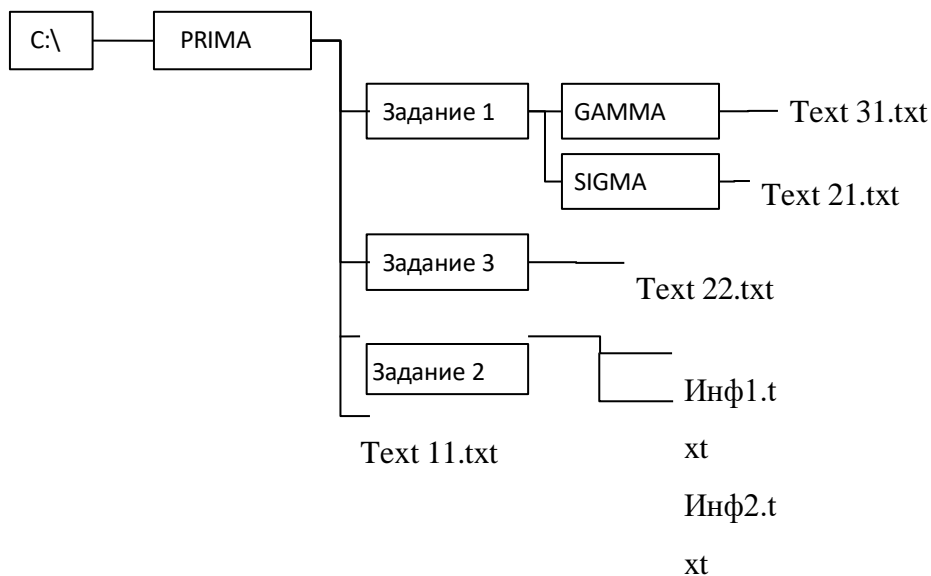 C:\
PRIMA
Задание 1
GAMMA
Text 31.txt
SIGMA
Text 21.txt
Задание 3
Text 22.txt
Задание 2
Инф1.t
xt
Text 11.txt
Инф2.t
xt